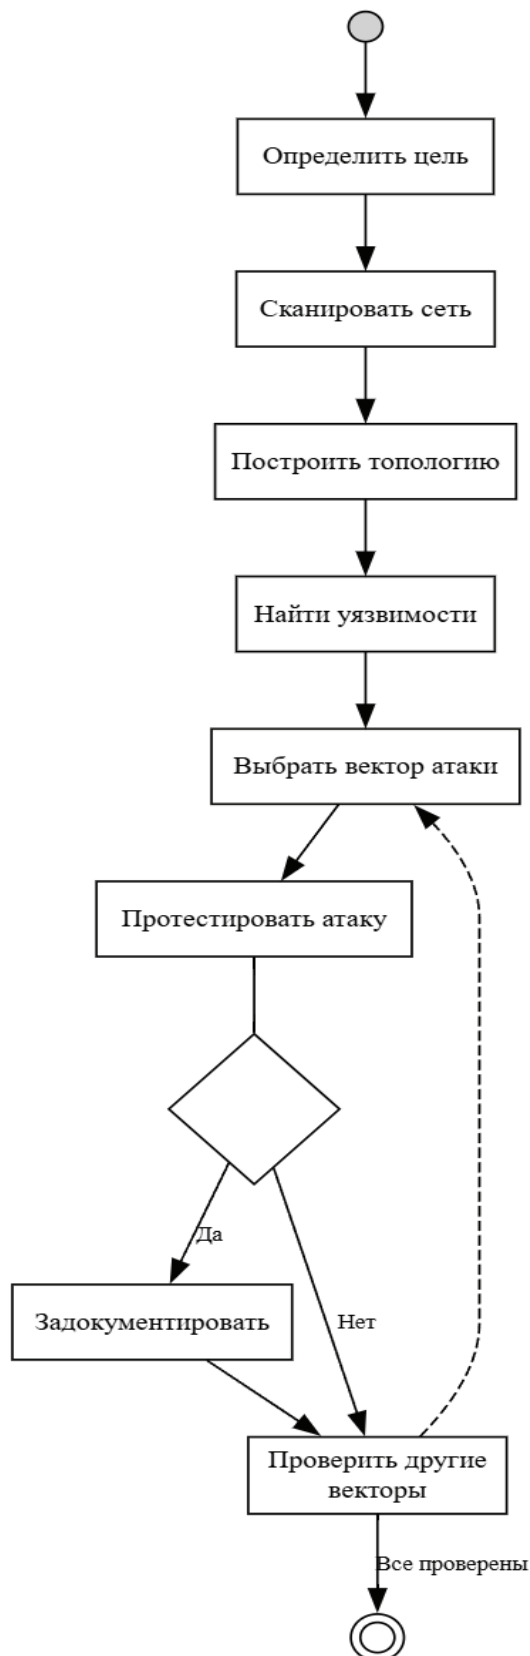 Определить цель
Сканировать сеть
Построить топологию
Найти уязвимости
Выбрать вектор атаки
Протестировать атаку
Да
Задокументировать
Нет
Проверить другие
векторы
Все проверены